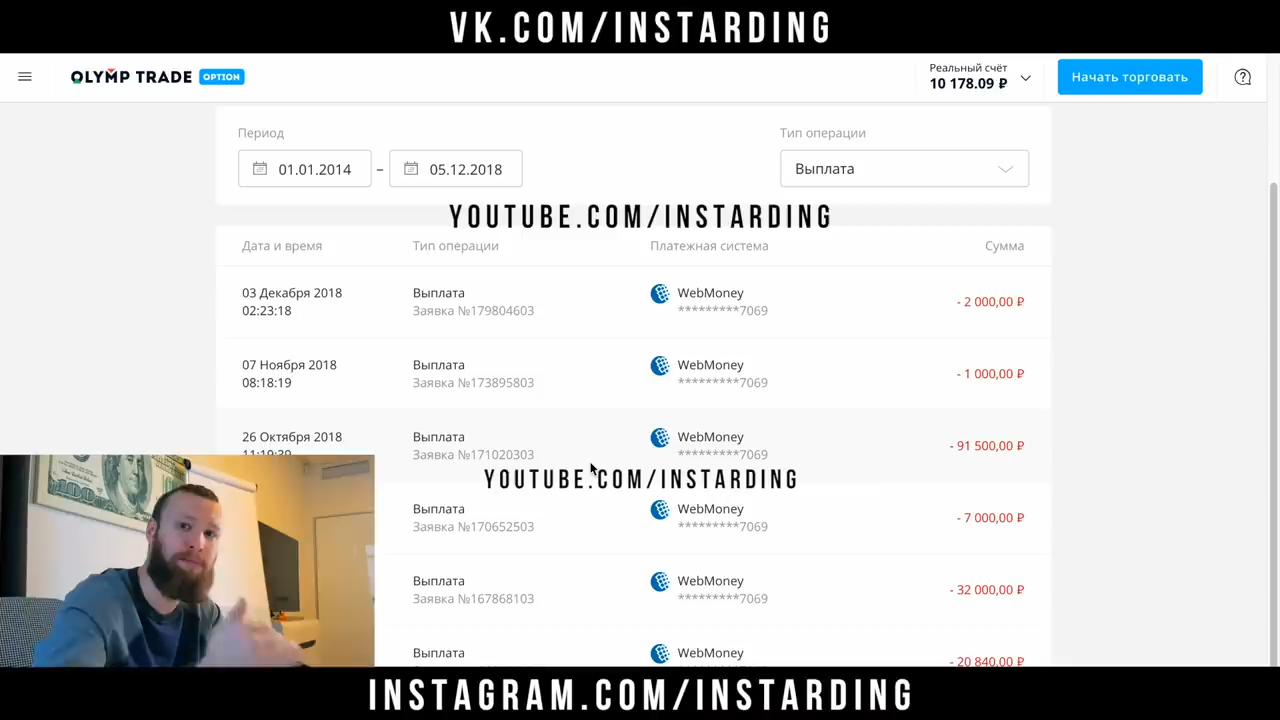 VK.COM/INSTARDING
OLYMP TRADE OPTION
Реальный счёт
10 178.09 ₽
Начать торговать
Период
Тип операции
01.01.2014 – 05.12.2018
Выплата
YOUTUBE.COM/INSTARDING
Дата и время Тип операции Платежная система Сумма
03 Декабря 2018 Выплата WebMoney - 2 000,00 ₽
02:23:18 Заявка №179804603 *********7069
07 Ноября 2018 Выплата WebMoney - 1 000,00 ₽
08:18:19 Заявка №173895803 *********7069
26 Октября 2018 Выплата WebMoney - 91 500,00 ₽
Заявка №171020303 *********7069
YOUTUBE.COM/INSTARDING
Выплата WebMoney - 7 000,00 ₽
Заявка №170652503 *********7069
Выплата WebMoney - 32 000,00 ₽
Заявка №167868103 *********7069
Выплата WebMoney - 20 840,00 ₽
100
INSTAGRAM.COM/INSTARDING